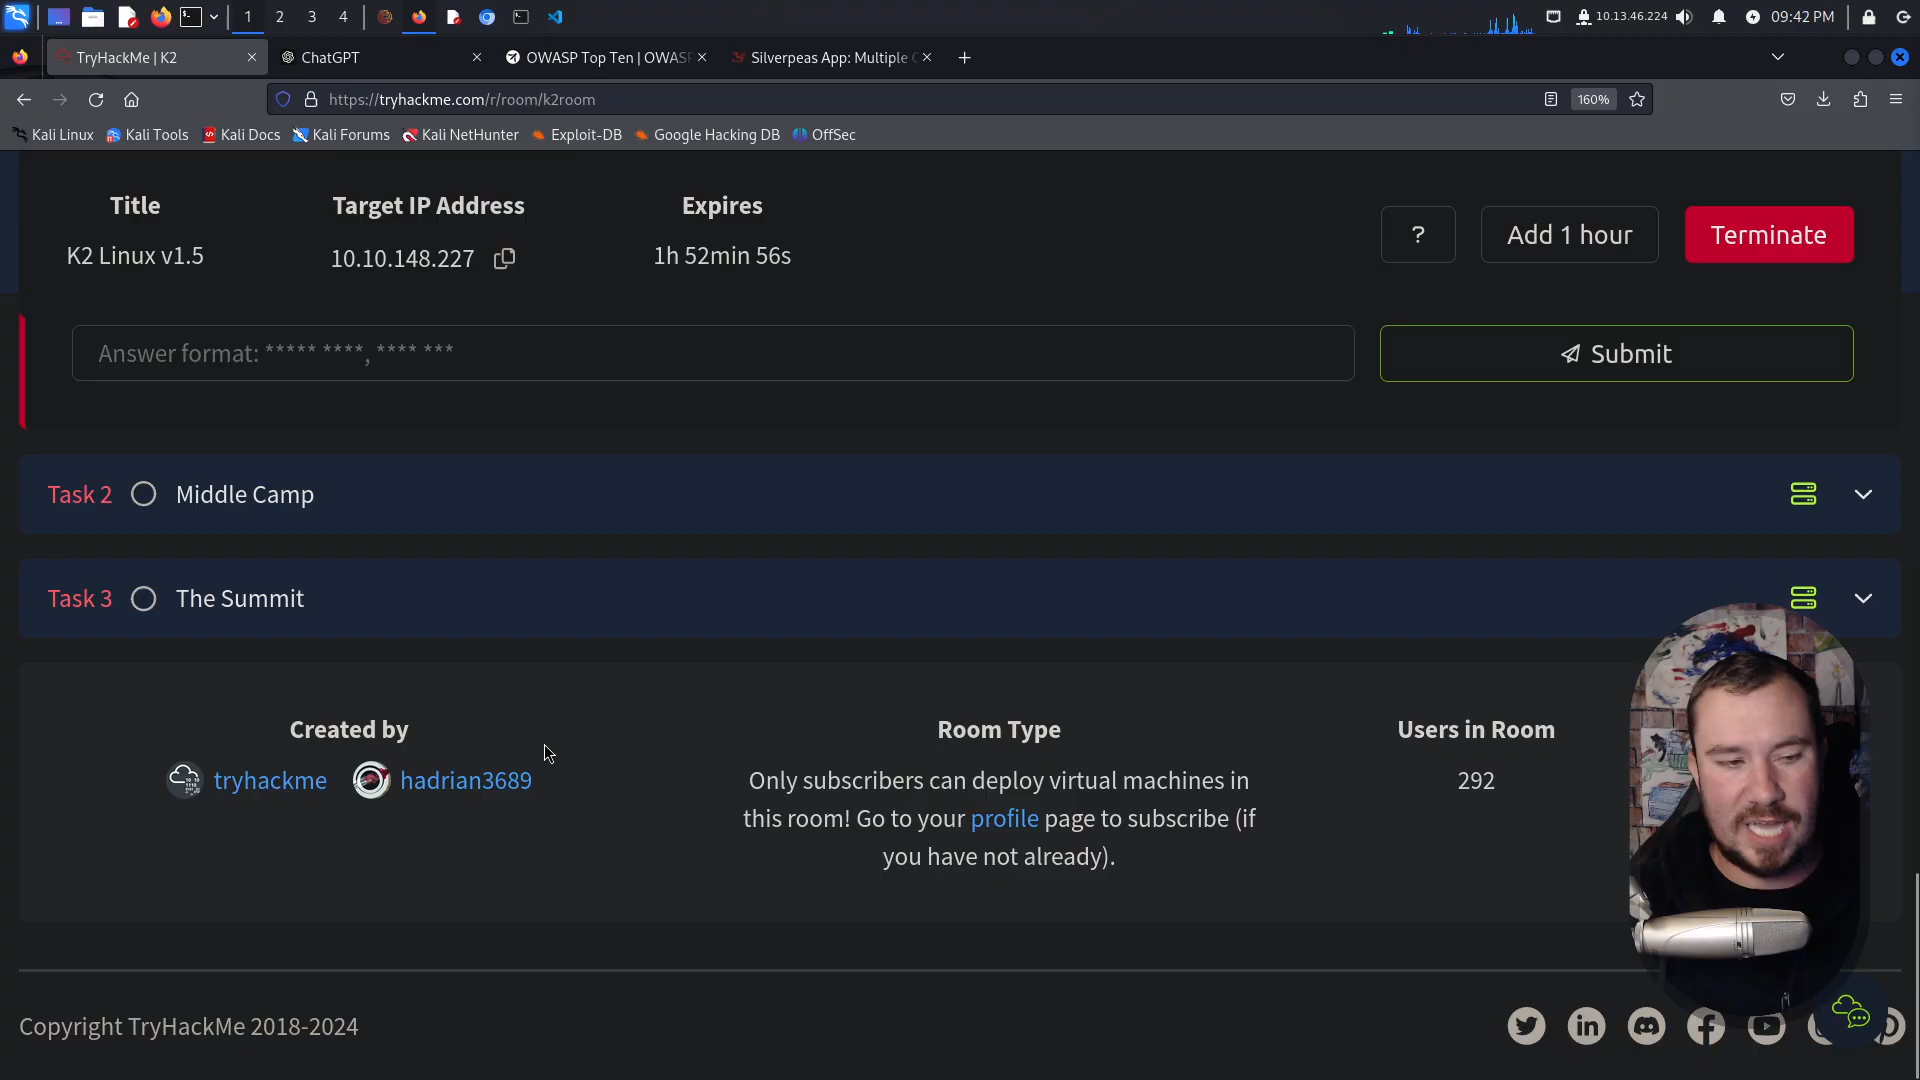 1
2
3
4
10.13.46.224
09:42 PM
TryHackMe | K2
ChatGPT
OWASP Top Ten | OWAS
Silverpeas App: Multiple
https://tryhackme.com/r/room/k2room
160%
Kali Linux
Kali Tools
Kali Docs
Kali Forums
Kali NetHunter
Exploit-DB
Google Hacking DB
OffSec
Title
Target IP Address
Expires
K2 Linux v1.5
10.10.148.227
1h 52min 56s
?
Add 1 hour
Terminate
Answer format: ***** ****, **** ***
Submit
Task 2
Middle Camp
Task 3
The Summit
Created by
tryhackme
hadrian3689
Room Type
Only subscribers can deploy virtual machines in
this room! Go to your profile page to subscribe (if
you have not already).
Users in Room
292
Copyright TryHackMe 2018-2024